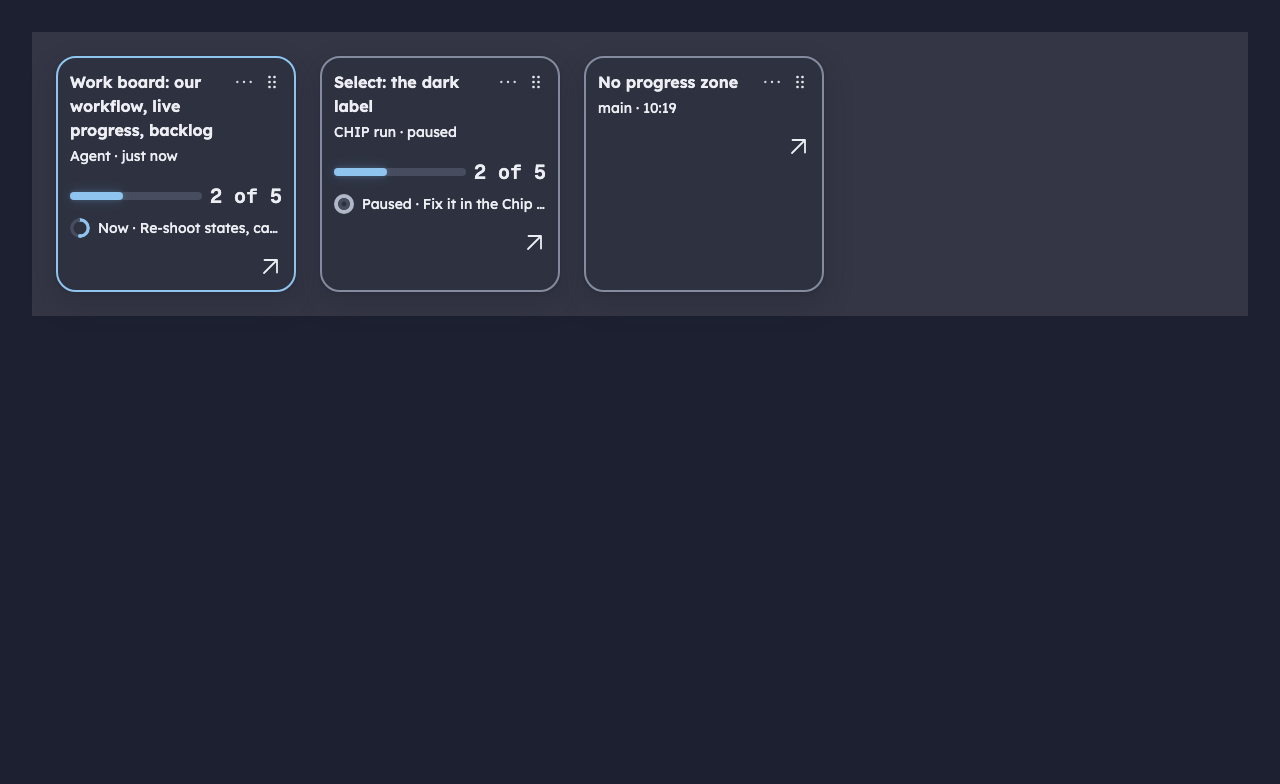 Work board: our
workflow, live
progress, backlog
Agent · just now
2 of 5
Now · Re-shoot states, ca…
Select: the dark
label
CHIP run · paused
2 of 5
Paused · Fix it in the Chip …
No progress zone
main · 10:19